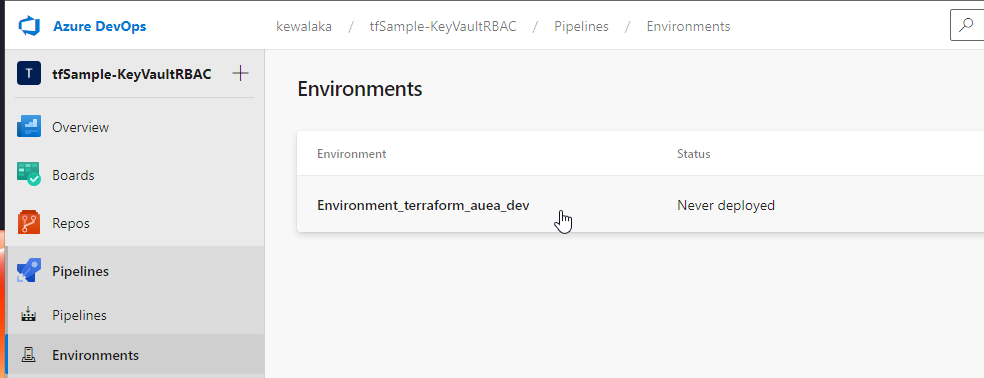 Azure DevOps
kewalaka / tfSample-KeyVaultRBAC / Pipelines / Environments
T tfSample-KeyVaultRBAC
Overview
Boards
Repos
Pipelines
Pipelines
Environments
Environments
Environment Status
Environment_terraform_auea_dev Never deployed